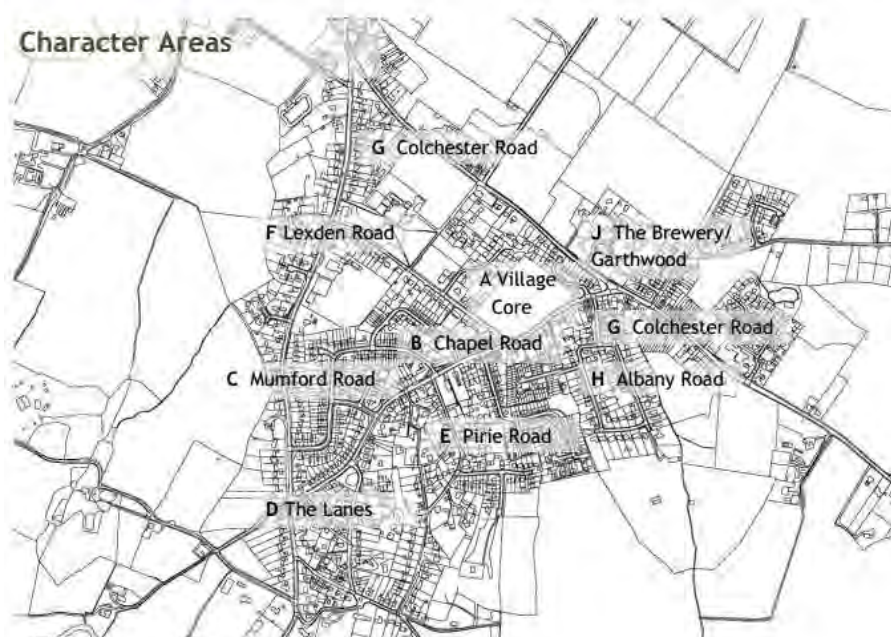 Character Areas
G Colchester Road
F Lexden Road
J The Brewery/
Garthwood
A Village
Core
G Colchester Road
B Chapel Road
C Mumford Road
H Albany Road
E Pirie Road
D The Lanes